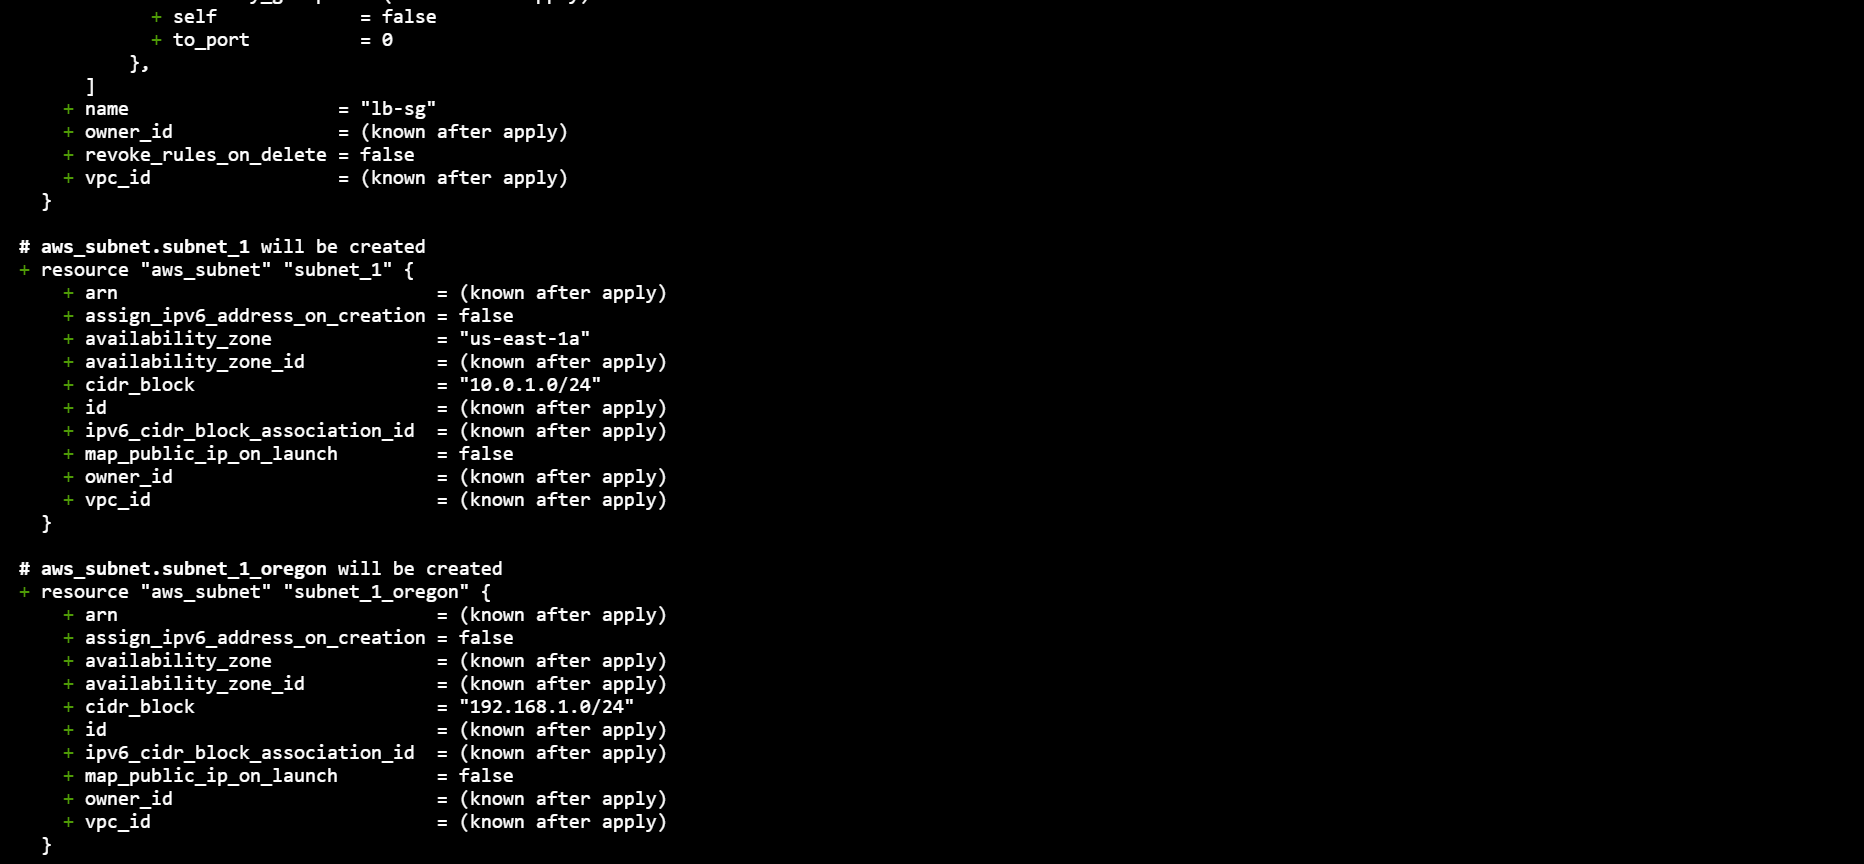 + self             = false
+ to_port          = 0
},
]
+ name                   = "lb-sg"
+ owner_id               = (known after apply)
+ revoke_rules_on_delete = false
+ vpc_id                 = (known after apply)
}
# aws_subnet.subnet_1 will be created
+ resource "aws_subnet" "subnet_1" {
+ arn                             = (known after apply)
+ assign_ipv6_address_on_creation = false
+ availability_zone               = "us-east-1a"
+ availability_zone_id            = (known after apply)
+ cidr_block                      = "10.0.1.0/24"
+ id                              = (known after apply)
+ ipv6_cidr_block_association_id  = (known after apply)
+ map_public_ip_on_launch         = false
+ owner_id                        = (known after apply)
+ vpc_id                          = (known after apply)
}
# aws_subnet.subnet_1_oregon will be created
+ resource "aws_subnet" "subnet_1_oregon" {
+ arn                             = (known after apply)
+ assign_ipv6_address_on_creation = false
+ availability_zone               = (known after apply)
+ availability_zone_id            = (known after apply)
+ cidr_block                      = "192.168.1.0/24"
+ id                              = (known after apply)
+ ipv6_cidr_block_association_id  = (known after apply)
+ map_public_ip_on_launch         = false
+ owner_id                        = (known after apply)
+ vpc_id                          = (known after apply)
}